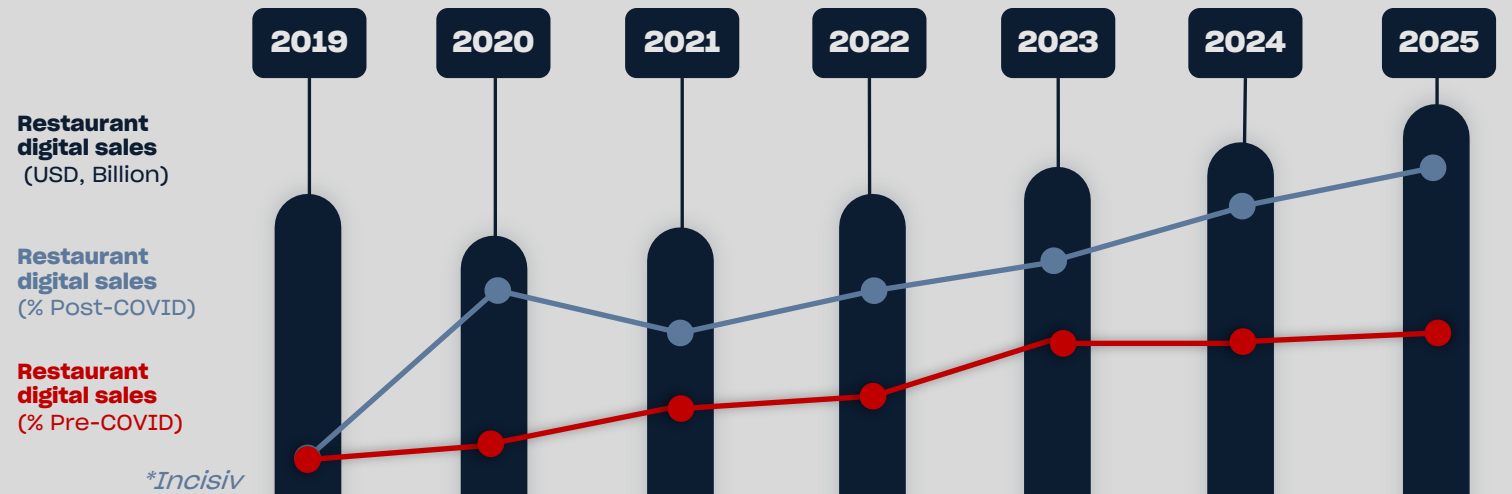 2019 2020 2021 2022 2023 2024 2025
Restaurant
digital sales
(USD, Billion)
Restaurant
digital sales
(% Post-COVID)
Restaurant
digital sales
(% Pre-COVID)
*Incisiv